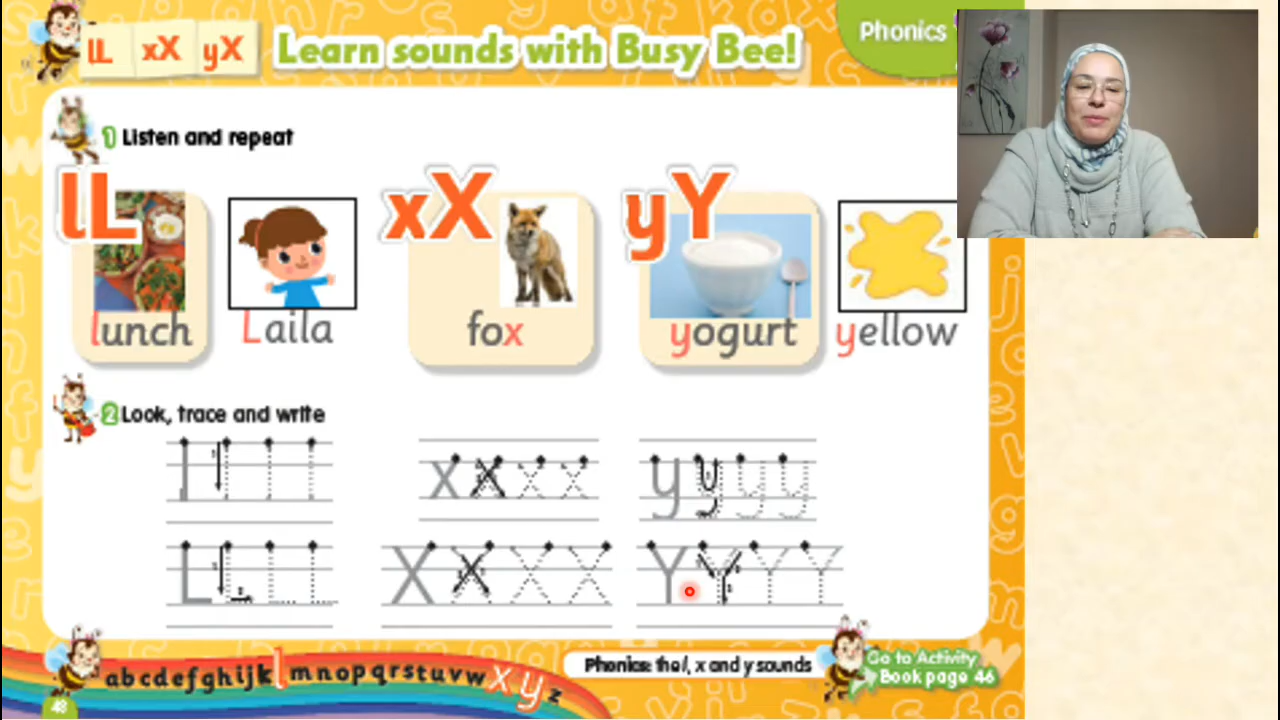 lL xX yX Learn sounds with Busy Bee! Phonics
1 Listen and repeat
lL xX yY
lunch Laila fox yogurt yellow
2 Look, trace and write
l l l l x x x x y y y y
L L L L X X X X Y Y Y Y
a b c d e f g h i j k l m n o p q r s t u v w x y z
Phonics: the l, x and y sounds
Go to Activity
Book page 46
48